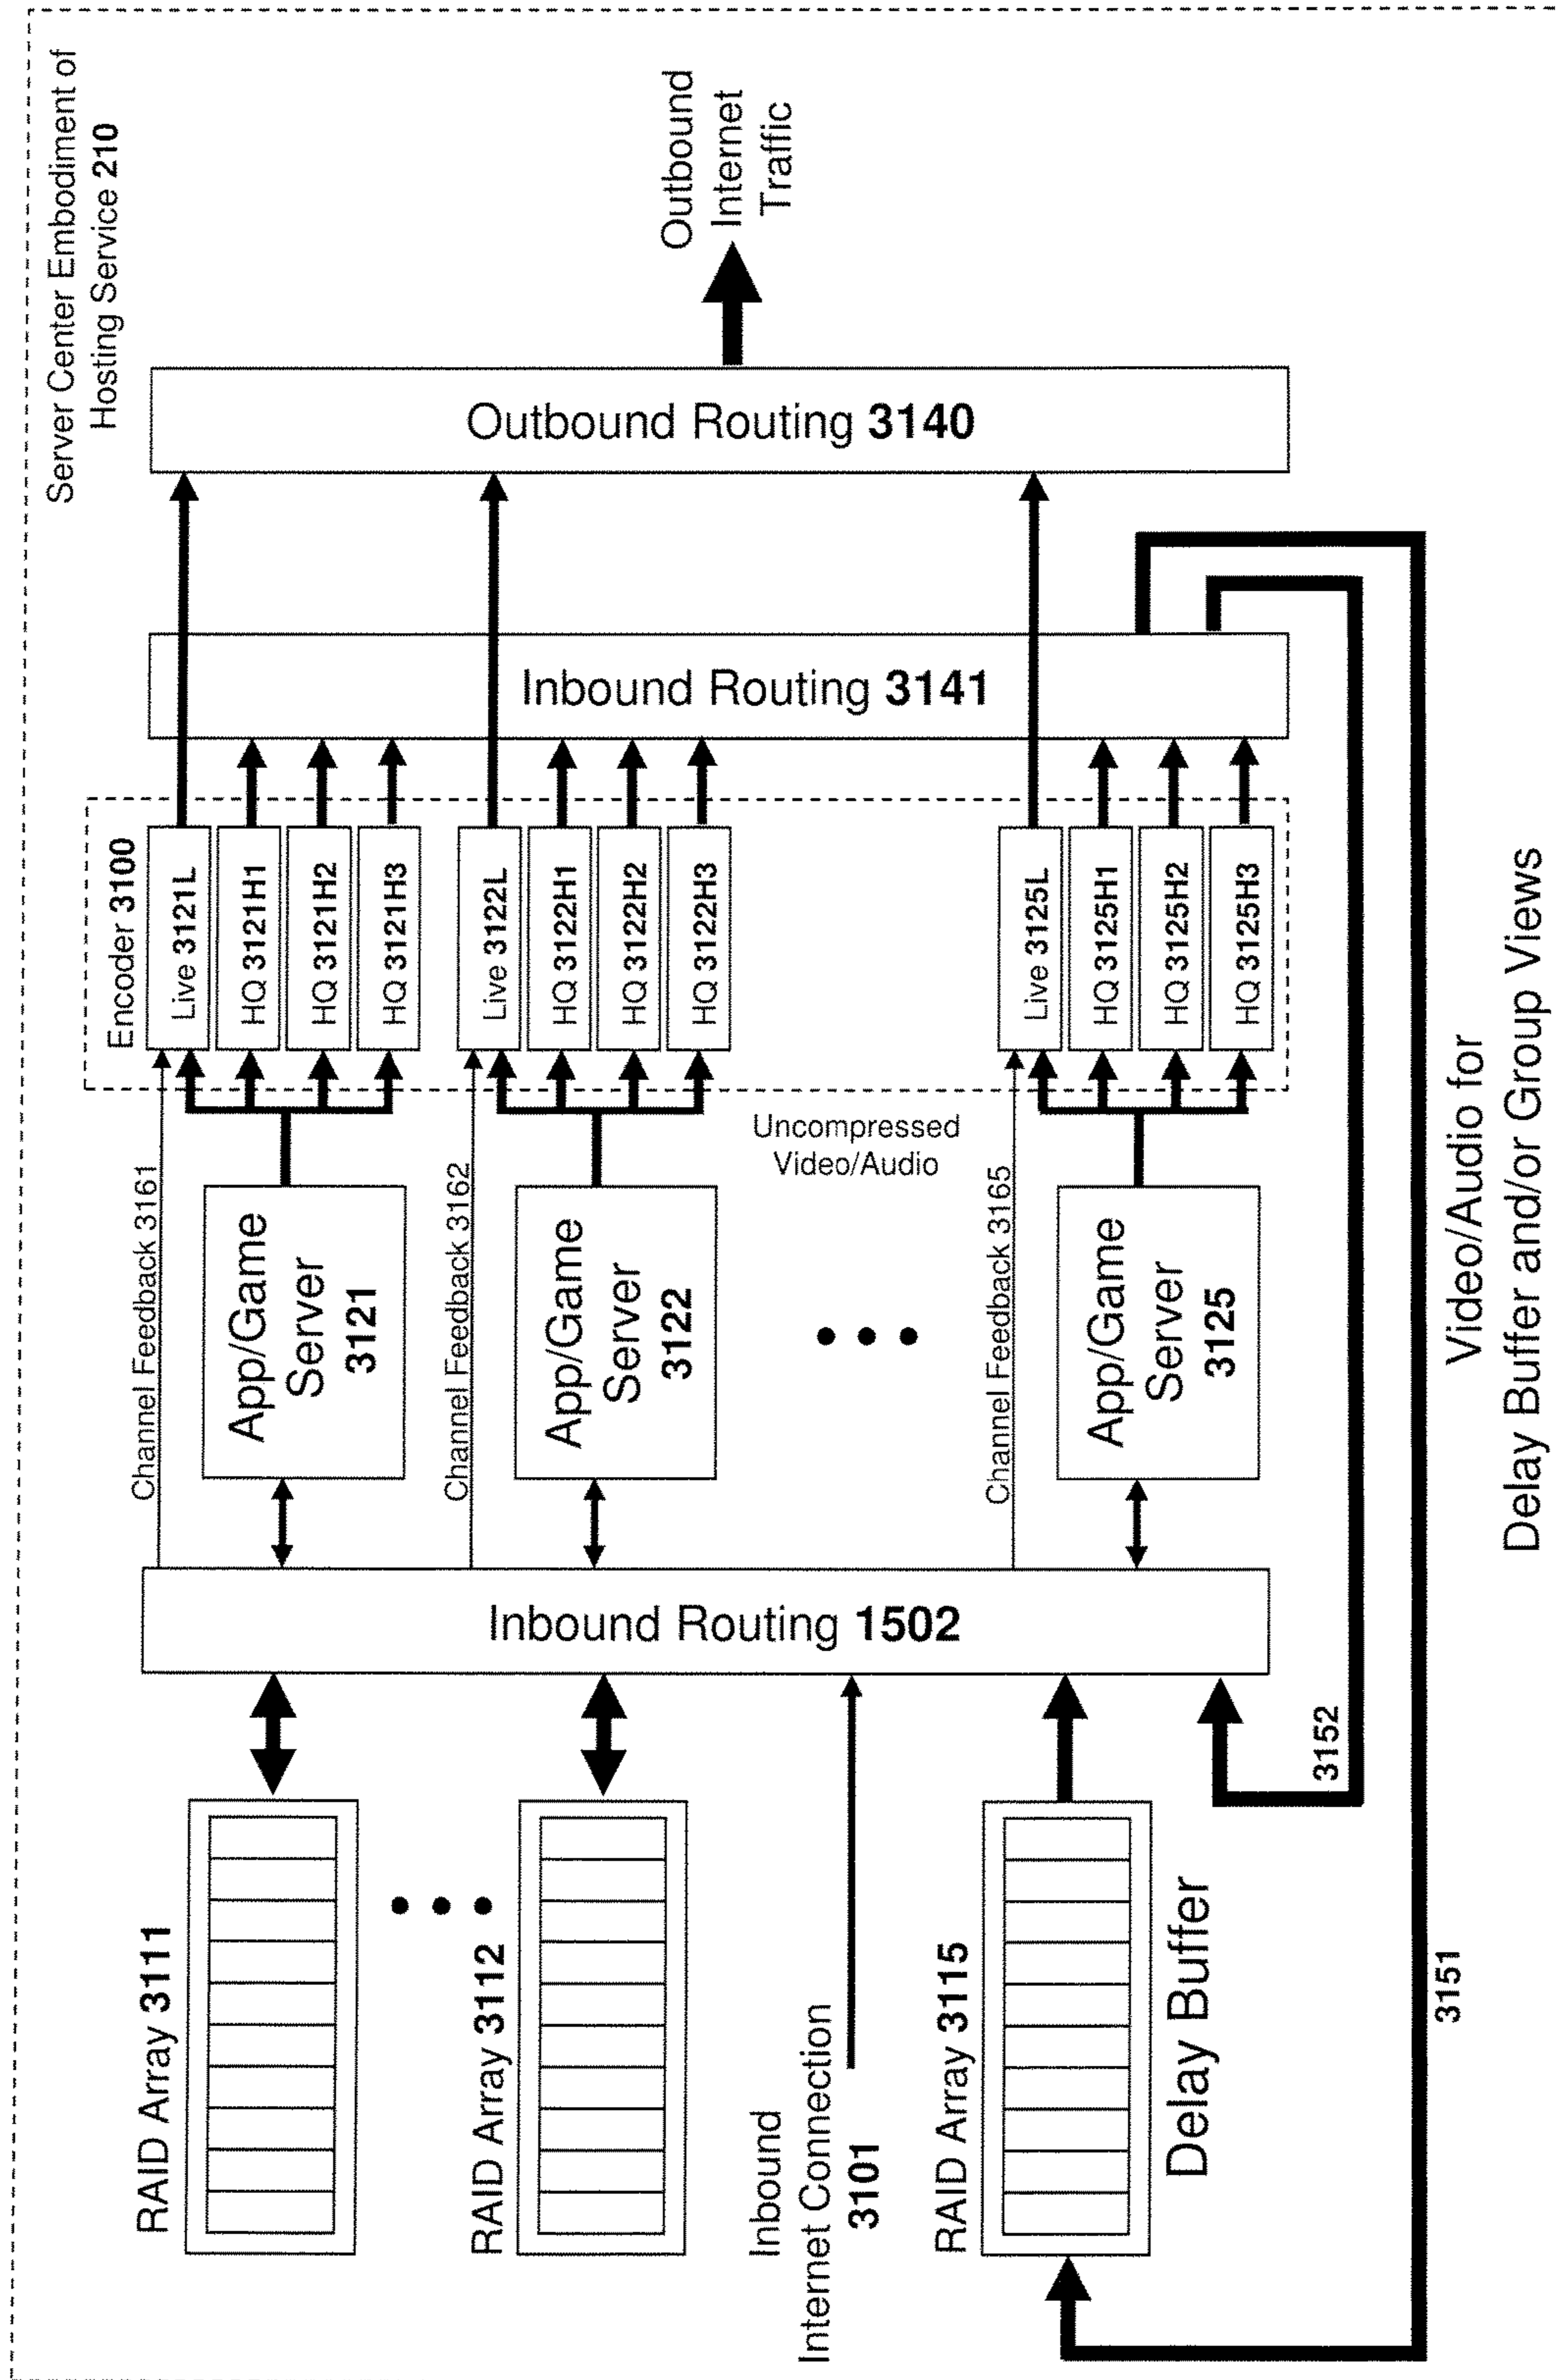 Server Center Embodiment of
Hosting Service 210
RAID Array 3111
RAID Array 3112
Inbound
Internet Connection
3101
RAID Array 3115
Delay Buffer
Inbound Routing 1502
Channel Feedback 3161
App/Game
Server
3121
Channel Feedback 3162
App/Game
Server
3122
Channel Feedback 3165
App/Game
Server
3125
Uncompressed
Video/Audio
Encoder 3100
Live 3121L
HQ 3121H1
HQ 3121H2
HQ 3121H3
Live 3122L
HQ 3122H1
HQ 3122H2
HQ 3122H3
Live 3125L
HQ 3125H1
HQ 3125H2
HQ 3125H3
Inbound Routing 3141
Outbound Routing 3140
Outbound
Internet
Traffic
3152
3151
Video/Audio for
Delay Buffer and/or Group Views